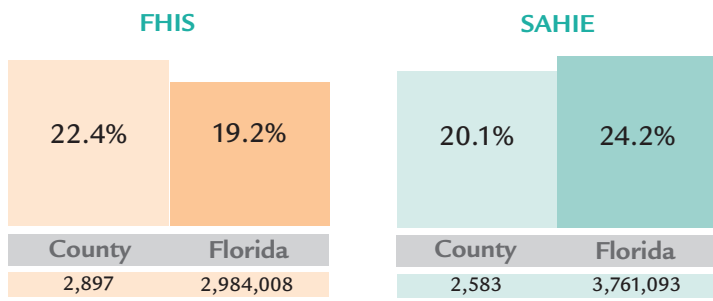 FHIS
22.4% 19.2%
County Florida
2,897 2,984,008
SAHIE
20.1% 24.2%
County Florida
2,583 3,761,093